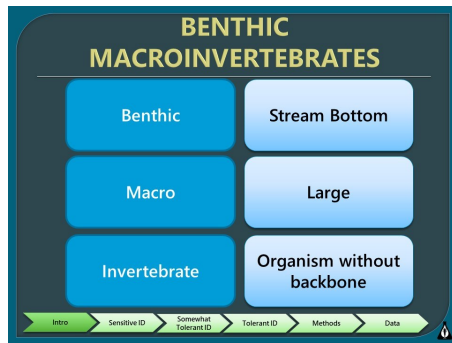 BENTHIC
MACROINVERTEBRATES
Benthic
Stream Bottom
Macro
Large
Invertebrate
Organism without
backbone
Intro
Sensitive ID
Somewhat
Tolerant ID
Tolerant ID
Methods
Data